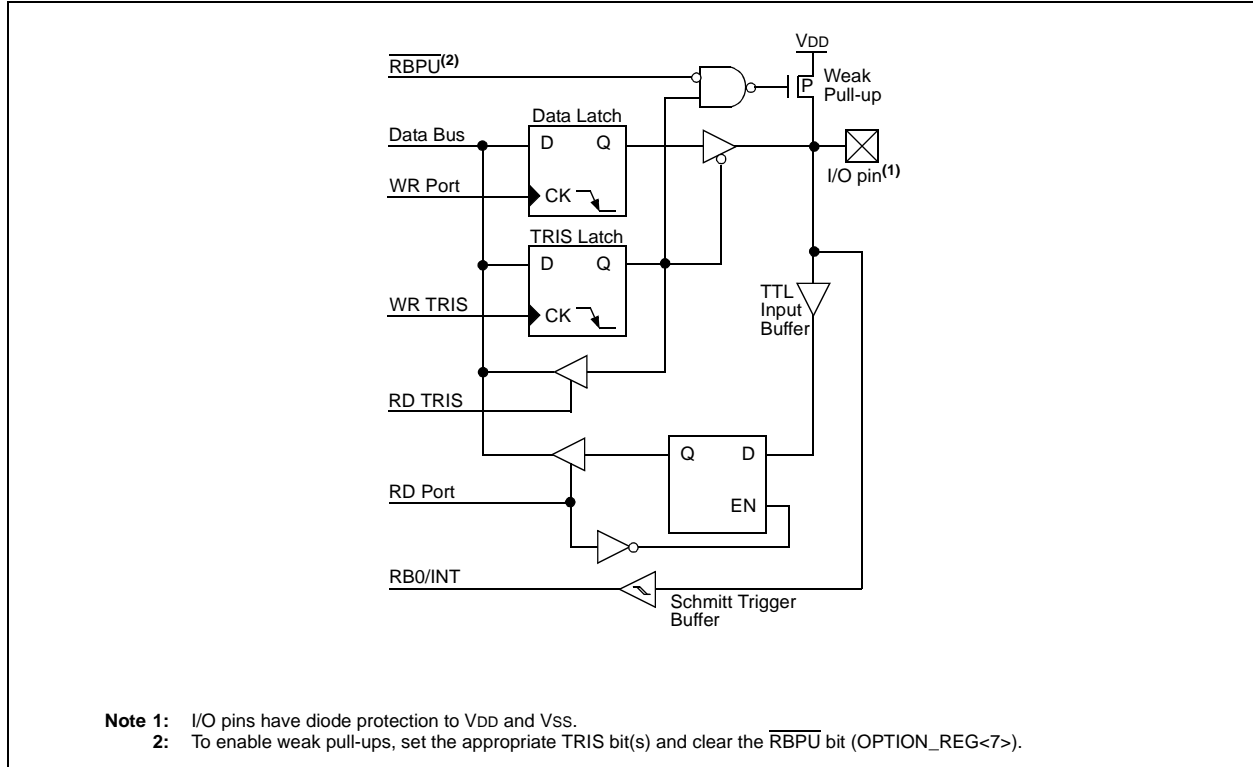 VDD
RBPU(2)
P
Weak
Pull-up
Data Latch
Data Bus
D Q
I/O pin(1)
WR Port
CK
TRIS Latch
D Q
TTL
Input
Buffer
WR TRIS
CK
RD TRIS
Q D
RD Port
EN
RB0/INT
Schmitt Trigger
Buffer
Note 1: I/O pins have diode protection to VDD and VSS.
2: To enable weak pull-ups, set the appropriate TRIS bit(s) and clear the RBPU bit (OPTION_REG<7>).